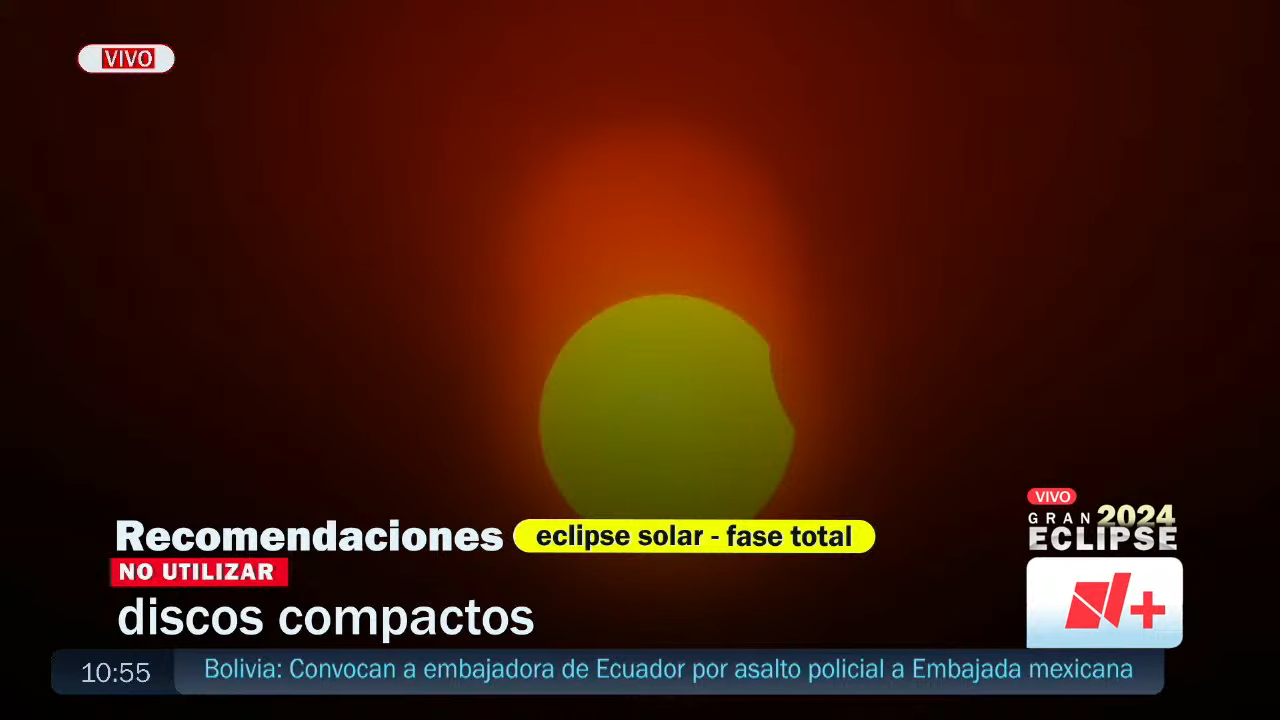 VIVO
Recomendaciones eclipse solar - fase total
NO UTILIZAR
discos compactos
VIVO
GRAN 2024
ECLIPSE
N+
10:55 Bolivia: Convocan a embajadora de Ecuador por asalto policial a Embajada mexicana